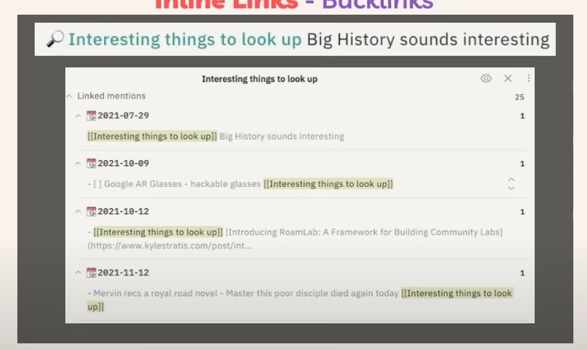 Inline Links - Backlinks
🔎 Interesting things to look up Big History sounds interesting
Interesting things to look up
Linked mentions 25
📅2021-07-29 1
[[Interesting things to look up]] Big History sounds interesting
📅2021-10-09 1
- [ ] Google AR Glasses - hackable glasses [[Interesting things to look up]]
📅2021-10-12 1
- [[Interesting things to look up]] [Introducing RoamLab: A Framework for Building Community Labs]
(https://www.kylestratis.com/post/int...
📅2021-11-12 1
- Mervin recs a royal road novel - Master this poor disciple died again today [[Interesting things to look
up]]